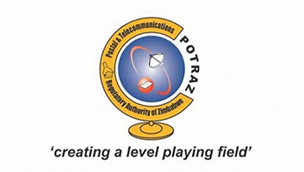 Postal & Telecommunications
Regulatory Authority of Zimbabwe
POTRAZ
'creating a level playing field'